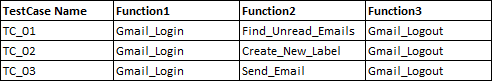 TestCase Name Function1 Function2 Function3
TC_01 Gmail_Login Find_Unread_Emails Gmail_Logout
TC_02 Gmail_Login Create_New_Label Gmail_Logout
TC_03 Gmail_Login Send_Email Gmail_Logout